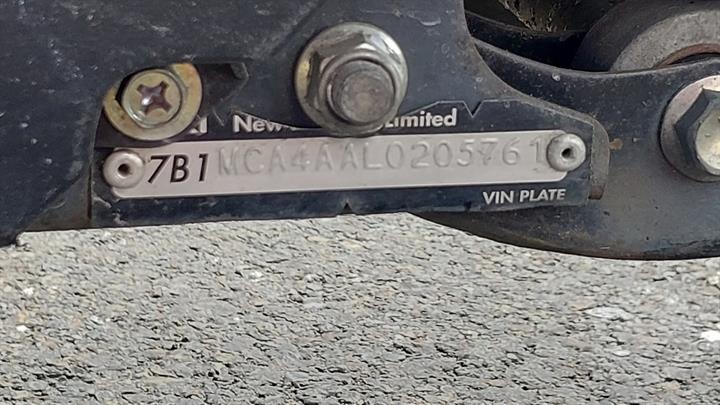 New Limited
7B1MCA4AAL0205761
VIN PLATE